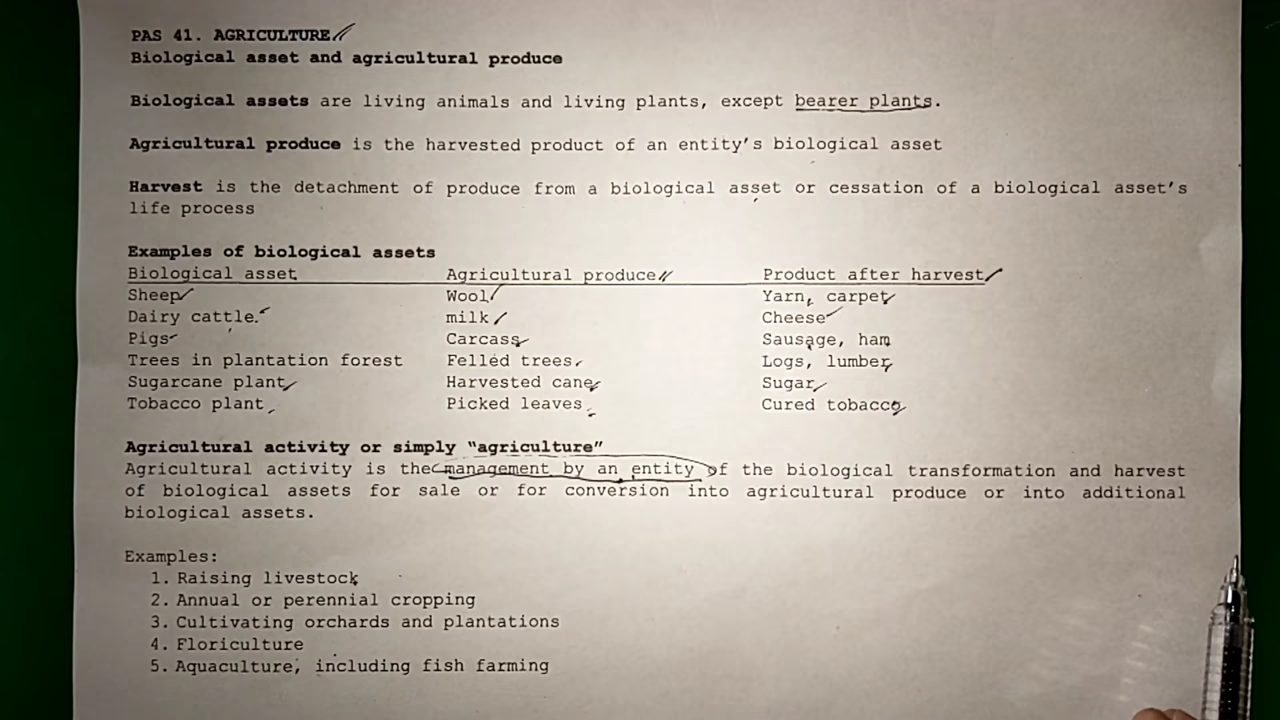 PAS 41. AGRICULTURE
Biological asset and agricultural produce
Biological assets are living animals and living plants, except bearer plants.
Agricultural produce is the harvested product of an entity's biological asset
Harvest is the detachment of produce from a biological asset or cessation of a biological asset's
life process
Examples of biological assets
Biological asset Agricultural produce Product after harvest
Sheep Wool Yarn, carpet
Dairy cattle. milk Cheese
Pigs Carcass Sausage, ham
Trees in plantation forest Felled trees Logs, lumber
Sugarcane plant Harvested cane Sugar
Tobacco plant Picked leaves Cured tobacco
Agricultural activity or simply "agriculture"
Agricultural activity is the management by an entity of the biological transformation and harvest
of biological assets for sale or for conversion into agricultural produce or into additional
biological assets.
Examples:
1. Raising livestock
2. Annual or perennial cropping
3. Cultivating orchards and plantations
4. Floriculture
5. Aquaculture, including fish farming